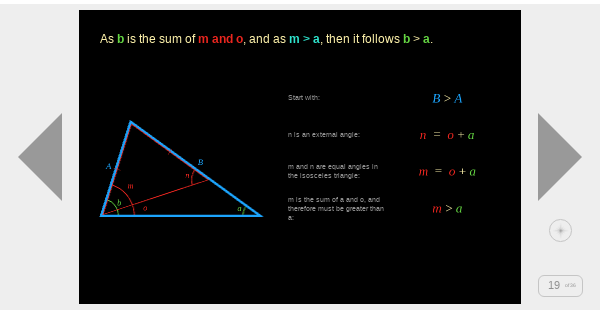 As b is the sum of m and o, and as m > a, then it follows b > a.
Start with:
B > A
n is an external angle:
n = o + a
m and n are equal angles in
the isosceles triangle:
m = o + a
m is the sum of a and o, and
therefore must be greater than
a:
m > a
A
B
n
m
b
o
a
19 of 36